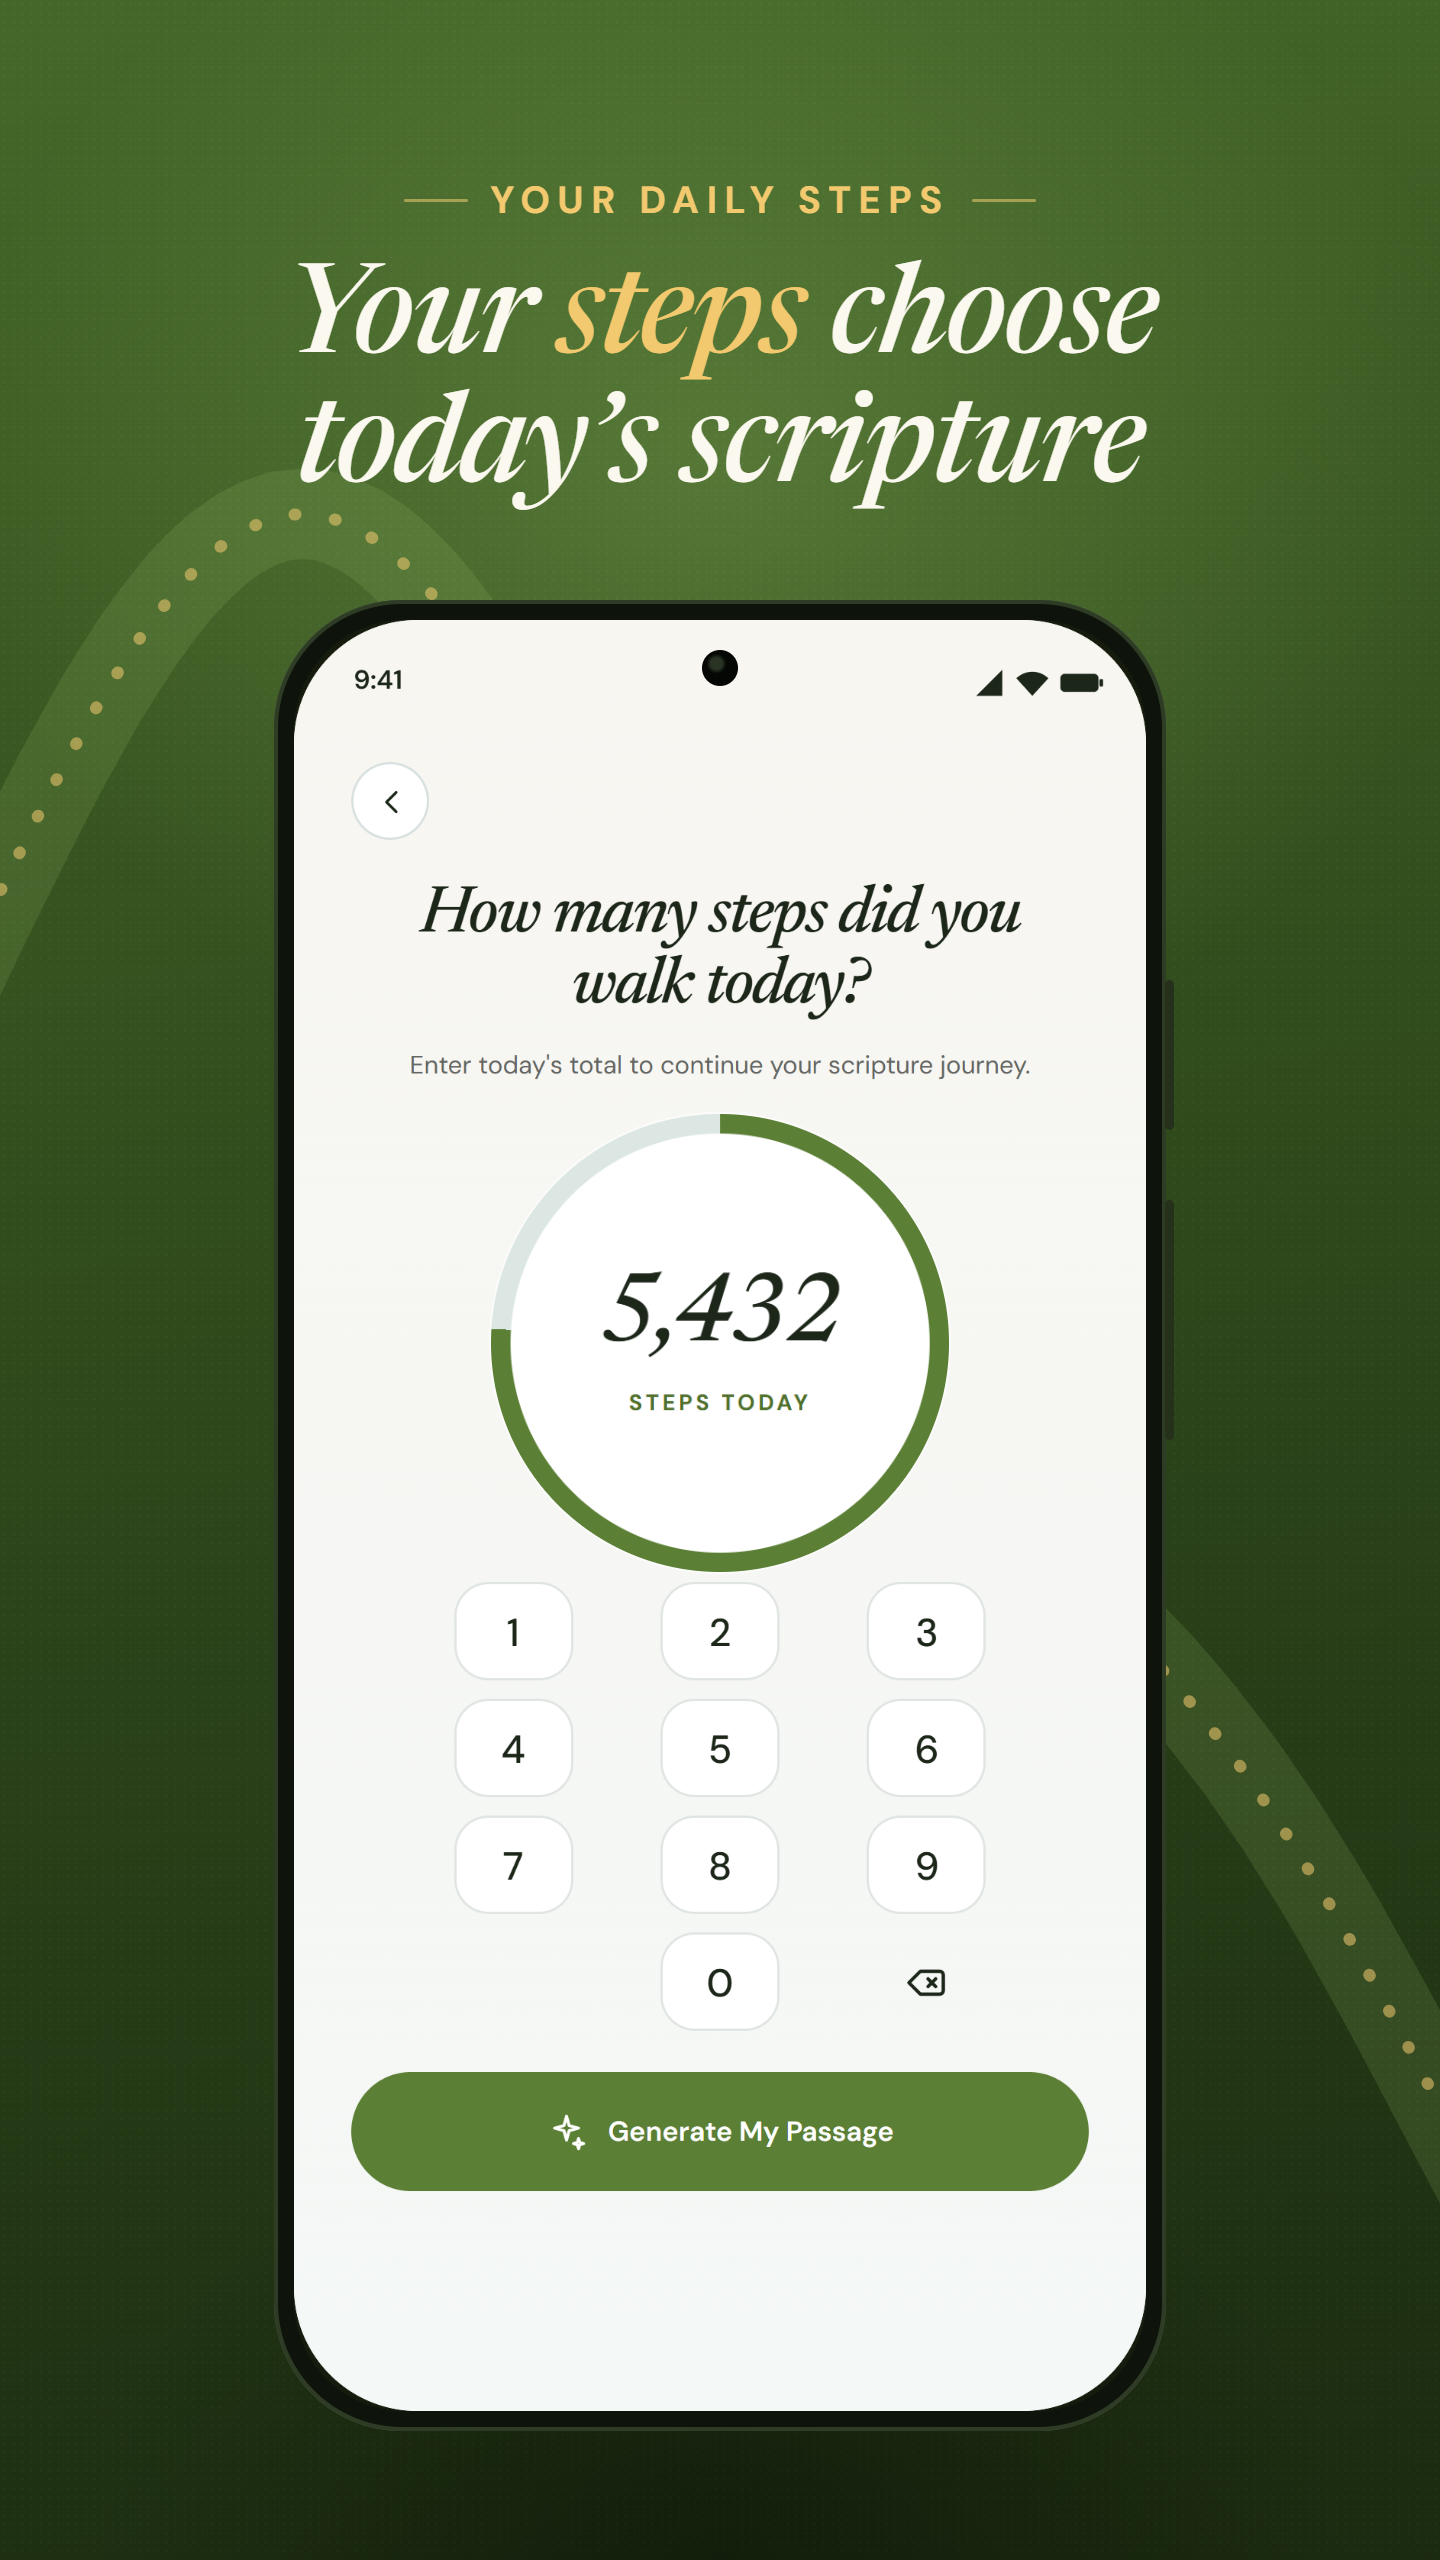 YOUR DAILY STEPS
Your steps choose
today’s scripture
9:41
How many steps did you
walk today?
Enter today's total to continue your scripture journey.
5,432
STEPS TODAY
1 2 3
4 5 6
7 8 9
0
Generate My Passage